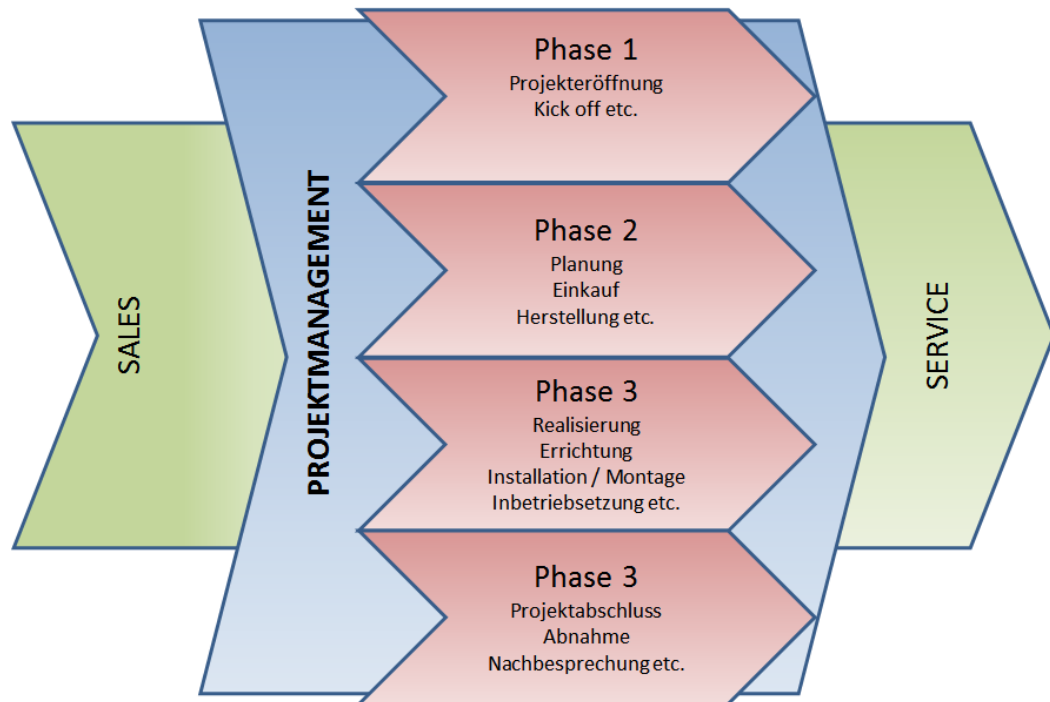 SALES
PROJEKTMANAGEMENT
Phase 1
Projekteröffnung
Kick off etc.
Phase 2
Planung
Einkauf
Herstellung etc.
Phase 3
Realisierung
Errichtung
Installation / Montage
Inbetriebsetzung etc.
Phase 3
Projektabschluss
Abnahme
Nachbesprechung etc.
SERVICE